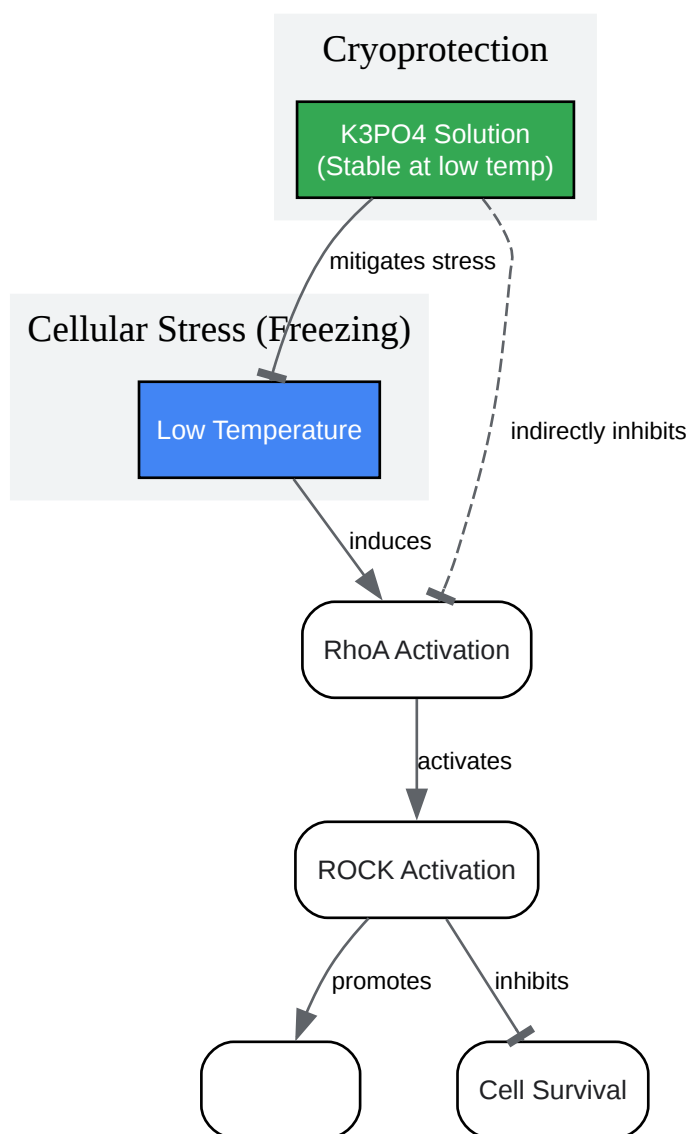 Cryoprotection
K3PO4 Solution
(Stable at low temp)
mitigates stress
Cellular Stress (Freezing)
Low Temperature
indirectly inhibits
induces
RhoA Activation
activates
ROCK Activation
promotes
inhibits
Cell Survival